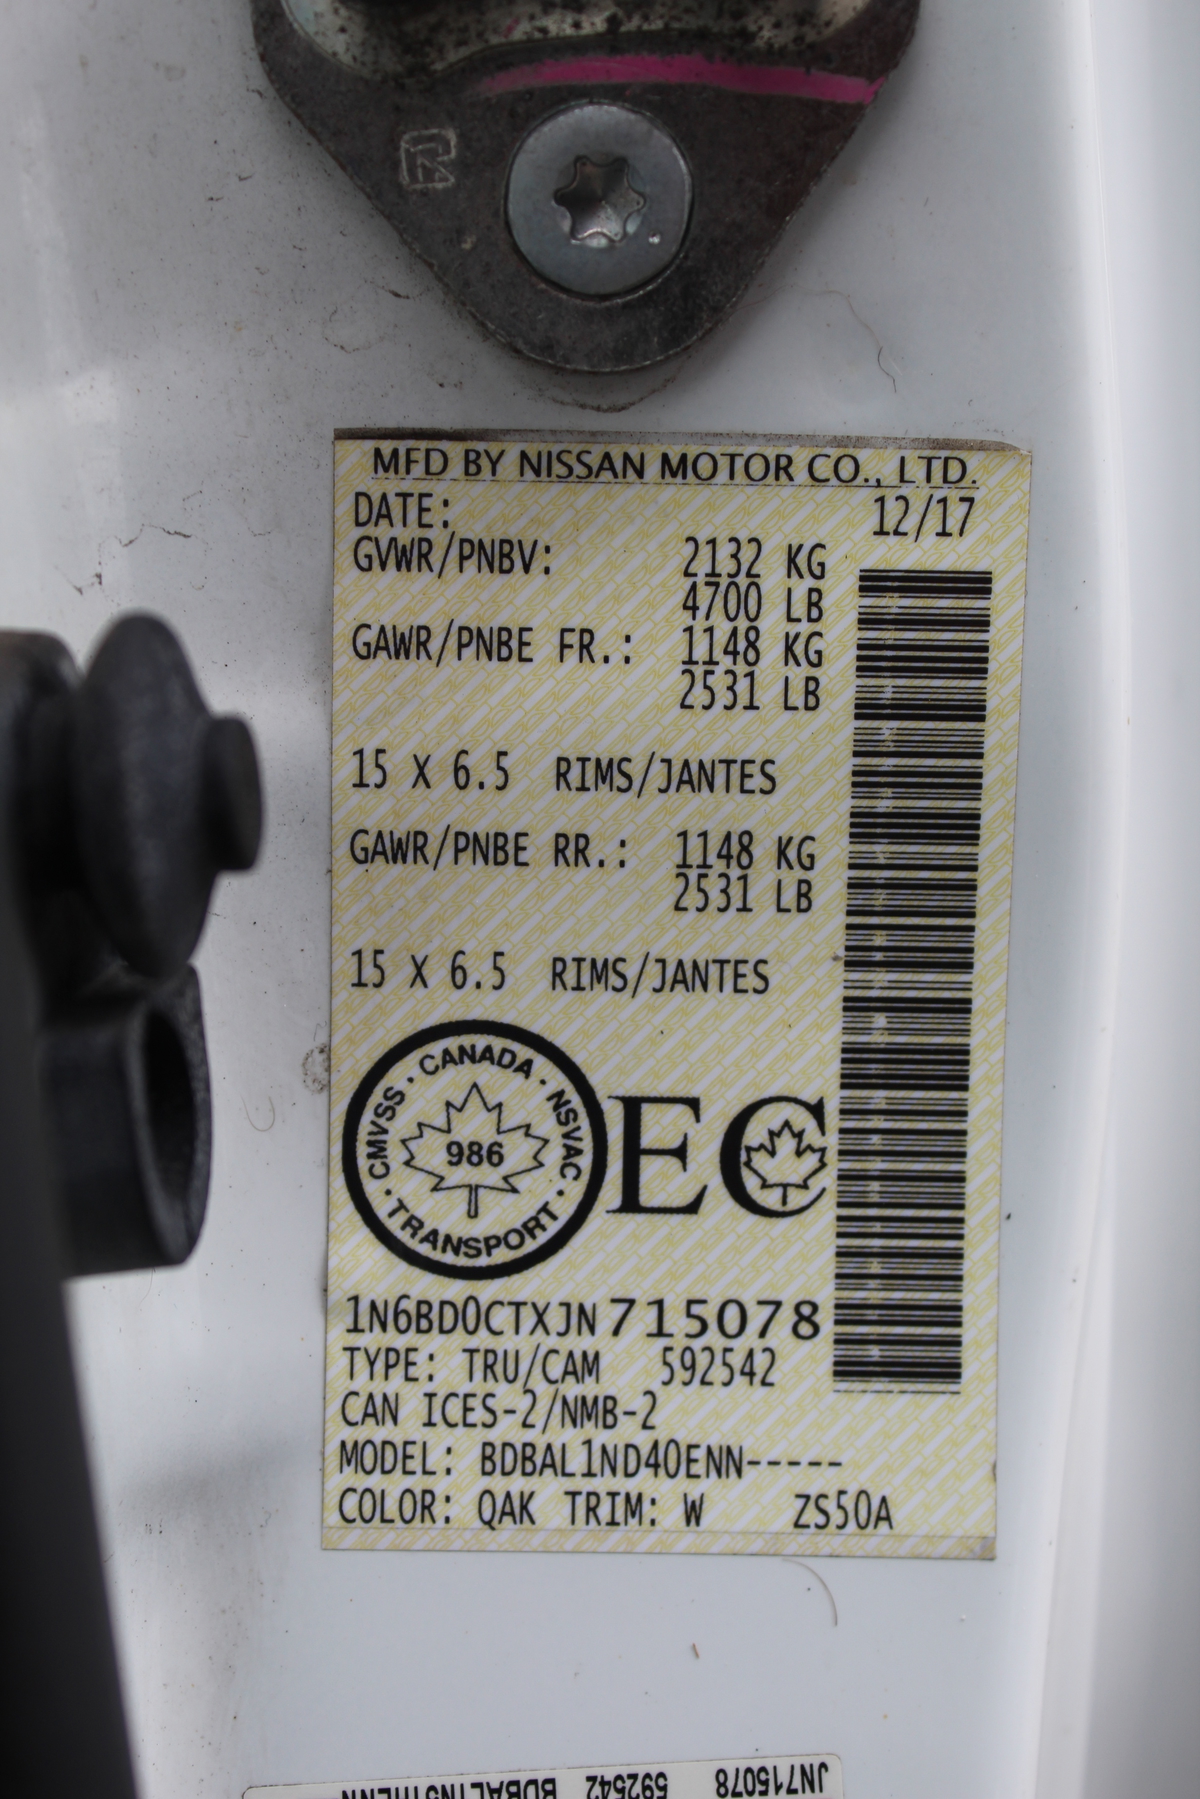 MFD BY NISSAN MOTOR CO., LTD.
DATE: 12/17
GVWR/PNBV: 2132 KG
4700 LB
GAWR/PNBE FR.: 1148 KG
2531 LB
15 X 6.5 RIMS/JANTES
GAWR/PNBE RR.: 1148 KG
2531 LB
15 X 6.5 RIMS/JANTES
CMVSS · CANADA · NSVAC · TRANSPORT ·
986
EC
1N6BD0CTXJN715078
TYPE: TRU/CAM 592542
CAN ICES-2/NMB-2
MODEL: BDBAL1ND40ENN-----
COLOR: QAK TRIM: W ZS50A
JN715078 592542